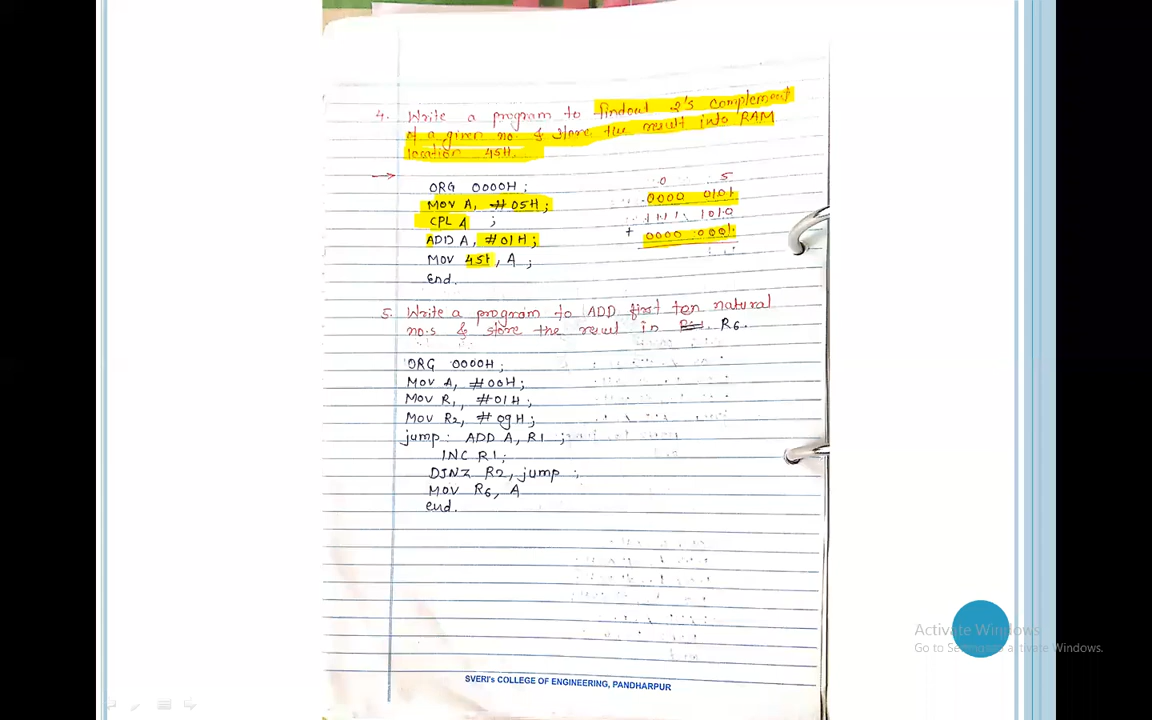 4. Write a program to findout 2's complement
of a given no. & store the result into RAM
location 45H.
ORG 0000H ;
MOV A, #05H ;
CPL A ;
ADD A, #01H ;
MOV 45H, A ;
End.
0 5
0000 0101
1111 1010
+ 0000 0001
5. Write a program to ADD first ten natural
no.s & store the result in R6.
ORG 0000H ;
MOV A, #00H ;
MOV R1, #01H ;
MOV R2, #09H ;
jump: ADD A, R1 ;
INC R1;
DJNZ R2, jump ;
MOV R6, A
end.
SVERI's COLLEGE OF ENGINEERING, PANDHARPUR
Activate Windows
Go to Settings to activate Windows.